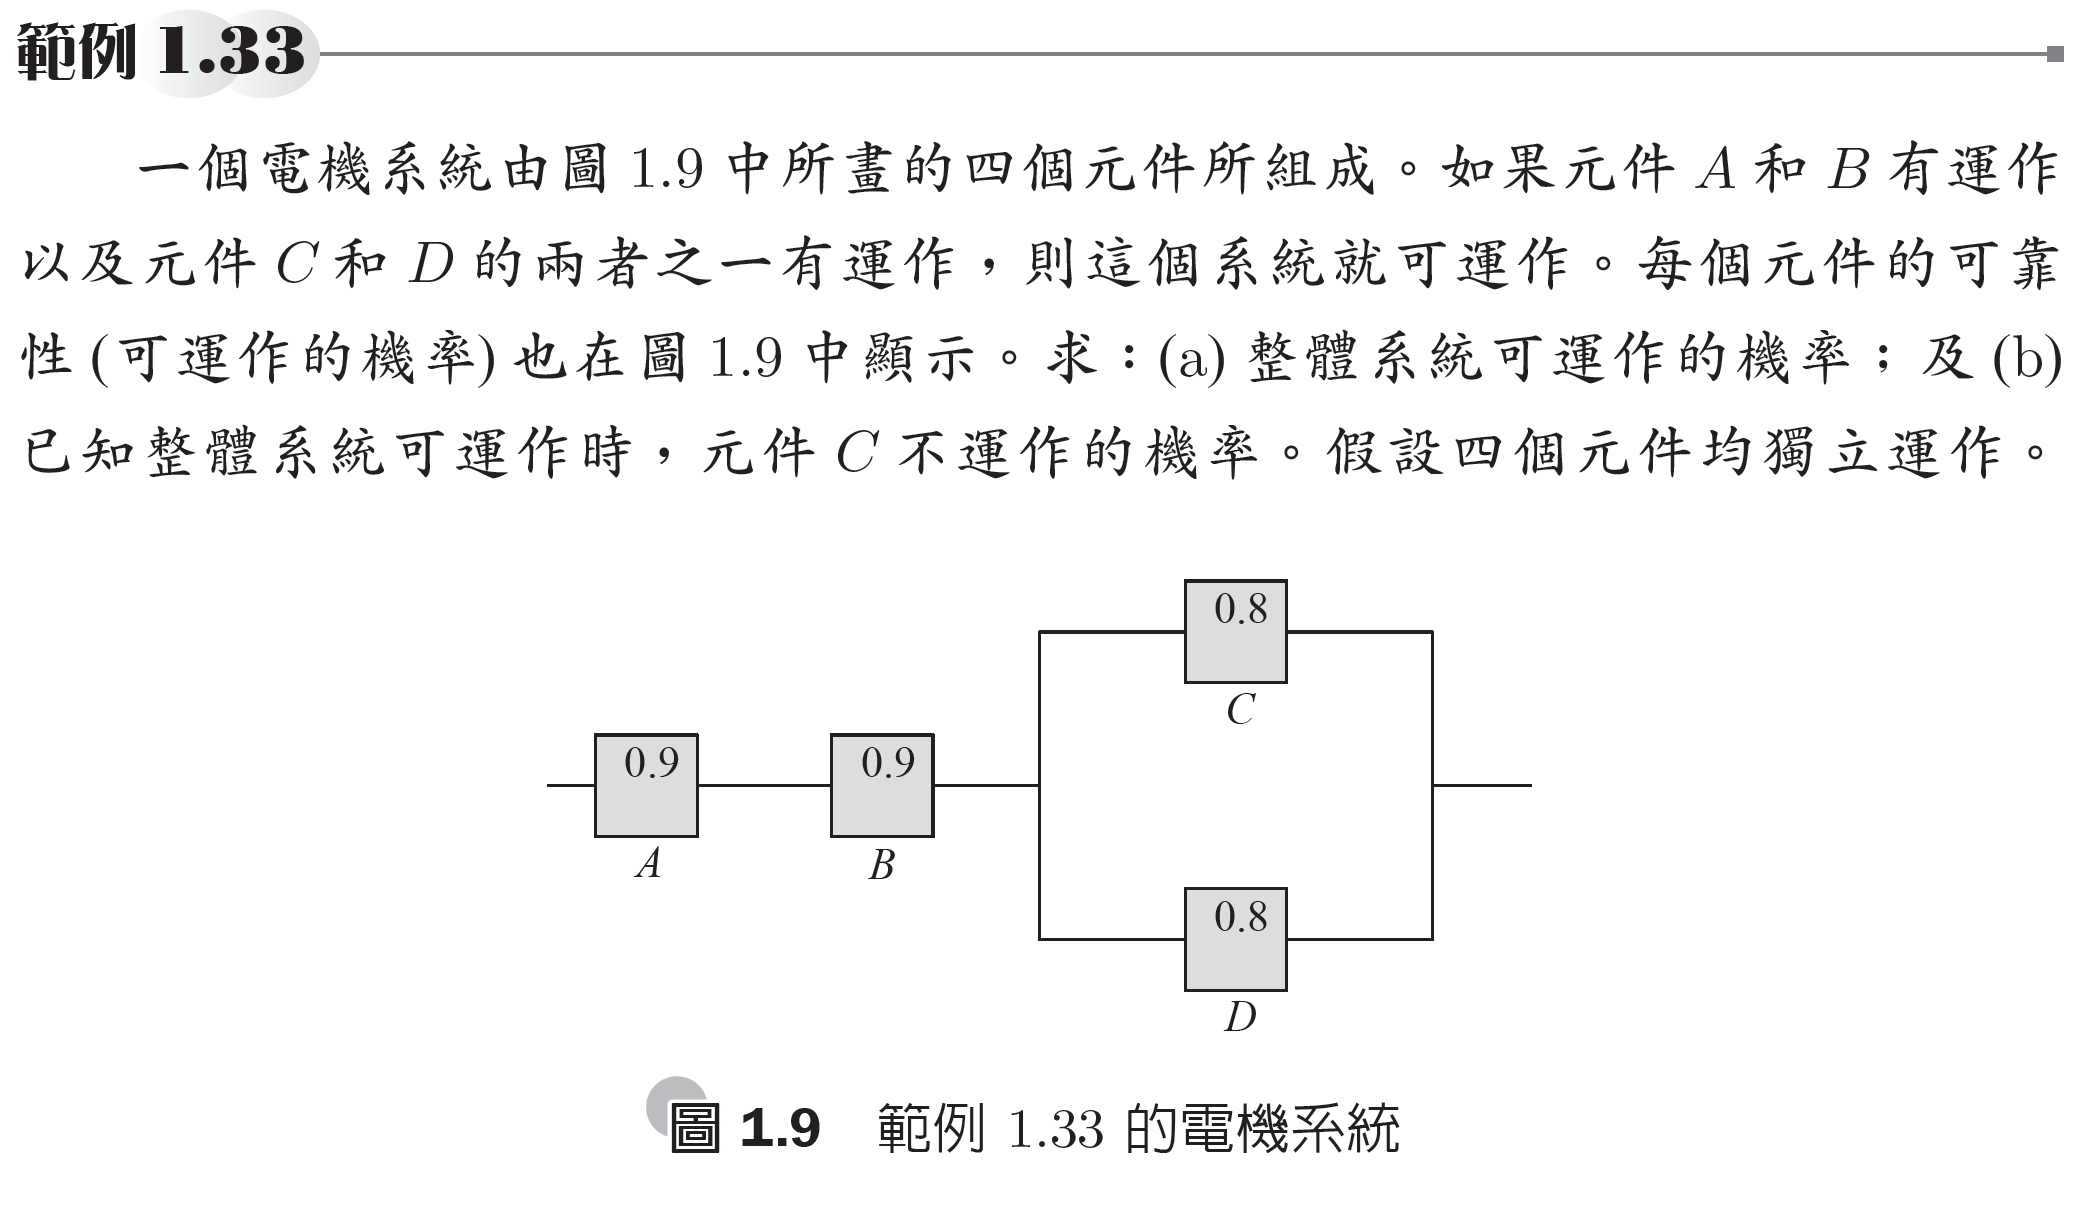 範例 1.33
一個電機系統由圖 1.9 中所畫的四個元件所組成。如果元件 A 和 B 有運作
以及元件 C 和 D 的兩者之一有運作，則這個系統就可運作。每個元件的可靠
性 (可運作的機率) 也在圖 1.9 中顯示。求：(a) 整體系統可運作的機率；及 (b)
已知整體系統可運作時，元件 C 不運作的機率。假設四個元件均獨立運作。
0.8
C
0.9
0.9
A
B
0.8
D
圖 1.9 範例 1.33 的電機系統